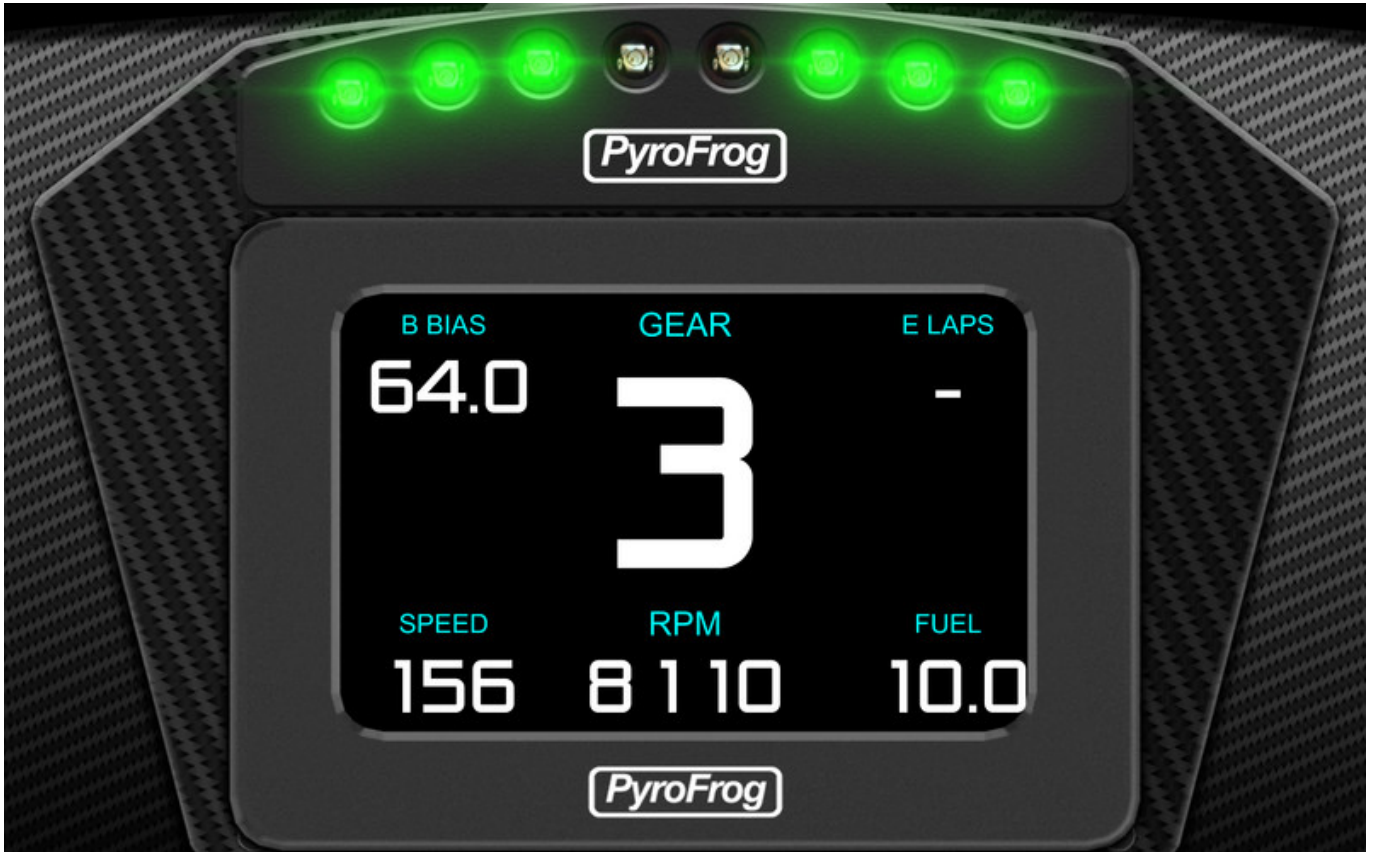 PyroFrog
B BIAS GEAR E LAPS
64.0 3 -
SPEED RPM FUEL
156 8110 10.0
PyroFrog